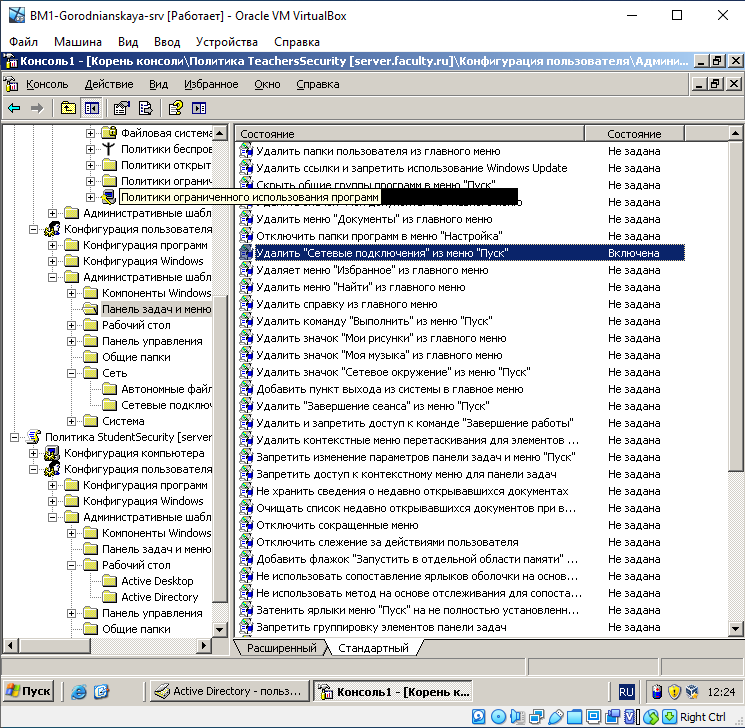 BM1-Gorodnianskaya-srv [Работает] - Oracle VM VirtualBox
Файл Машина Вид Ввод Устройства Справка
Консоль1 - [Корень консоли\Политика TeachersSecurity [server.faculty.ru]\Конфигурация пользователя\Админи...
Консоль Действие Вид Избранное Окно Справка
Файловая система
Политики беспров
Политики открыт
Политики огранич
Политики ограниченного использования программ
Административные шабл
Конфигурация пользователя
Конфигурация программ
Конфигурация Windows
Административные шабл
Компоненты Windows
Панель задач и меню
Рабочий стол
Панель управления
Общие папки
Сеть
Автономные файл
Сетевые подключ
Система
Политика StudentSecurity [server
Конфигурация компьютера
Конфигурация пользователя
Конфигурация программ
Конфигурация Windows
Административные шабл
Компоненты Windows
Панель задач и меню
Рабочий стол
Active Desktop
Active Directory
Панель управления
Общие папки
Состояние Состояние
Удалить папки пользователя из главного меню Не задана
Удалить ссылки и запретить использование Windows Update Не задана
Скрыть общие группы программ в меню "Пуск" Не задана
Не задана
Удалить меню "Документы" из главного меню Не задана
Отключить папки программ в меню "Настройка" Не задана
Удалить "Сетевые подключения" из меню "Пуск" Включена
Удаляет меню "Избранное" из главного меню Не задана
Удалить меню "Найти" из главного меню Не задана
Удалить справку из главного меню Не задана
Удалить команду "Выполнить" из меню "Пуск" Не задана
Удалить значок "Мои рисунки" из главного меню Не задана
Удалить значок "Моя музыка" из главного меню Не задана
Удалить значок "Сетевое окружение" из меню "Пуск" Не задана
Добавить пункт выхода из системы в главное меню Не задана
Удалить "Завершение сеанса" из меню "Пуск" Не задана
Удалить и запретить доступ к команде "Завершение работы" Не задана
Удалить контекстные меню перетаскивания для элементов ... Не задана
Запретить изменение параметров панели задач и меню "Пуск" Не задана
Запретить доступ к контекстному меню для панели задач Не задана
Не хранить сведения о недавно открывавшихся документах Не задана
Очищать список недавно открывавшихся документов при в... Не задана
Отключить сокращенные меню Не задана
Отключить слежение за действиями пользователя Не задана
Добавить флажок "Запустить в отдельной области памяти" ... Не задана
Не использовать сопоставление ярлыков оболочки на основ... Не задана
Не использовать метод на основе отслеживания для сопоста... Не задана
Затенить ярлыки меню "Пуск" на не полностью установленн... Не задана
Запретить группировку элементов панели задач Не задана
Расширенный Стандартный
Пуск Active Directory - польз... Консоль1 - [Корень к... RU 12:24
Right Ctrl